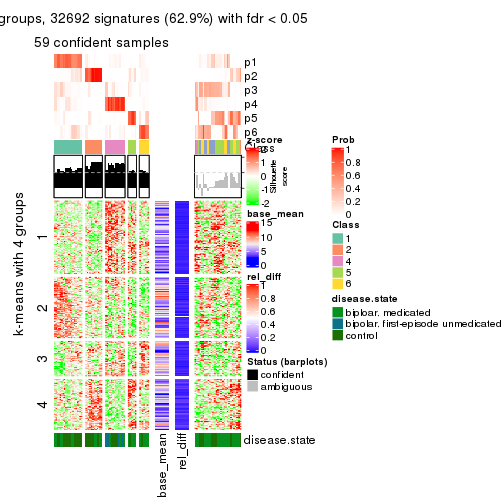 groups, 32692 signatures (62.9%) with fdr < 0.05
59 confident samples
p1
p2
p3
p4
p5
p6
Class
Silhouette
score
k-means with 4 groups
1
2
3
4
z-score
0
-1
-2
base_mean
15
10
5
0
rel_diff
1
0.8
0.6
0.4
0.2
0
Status (barplots)
confident
ambiguous
Prob
1
0.8
0.6
0.4
0.2
0
Class
1
2
4
5
6
disease.state
biploar. medicated
bipolar. first-episode unmedicated
control
disease.state
base_mean
rel_diff